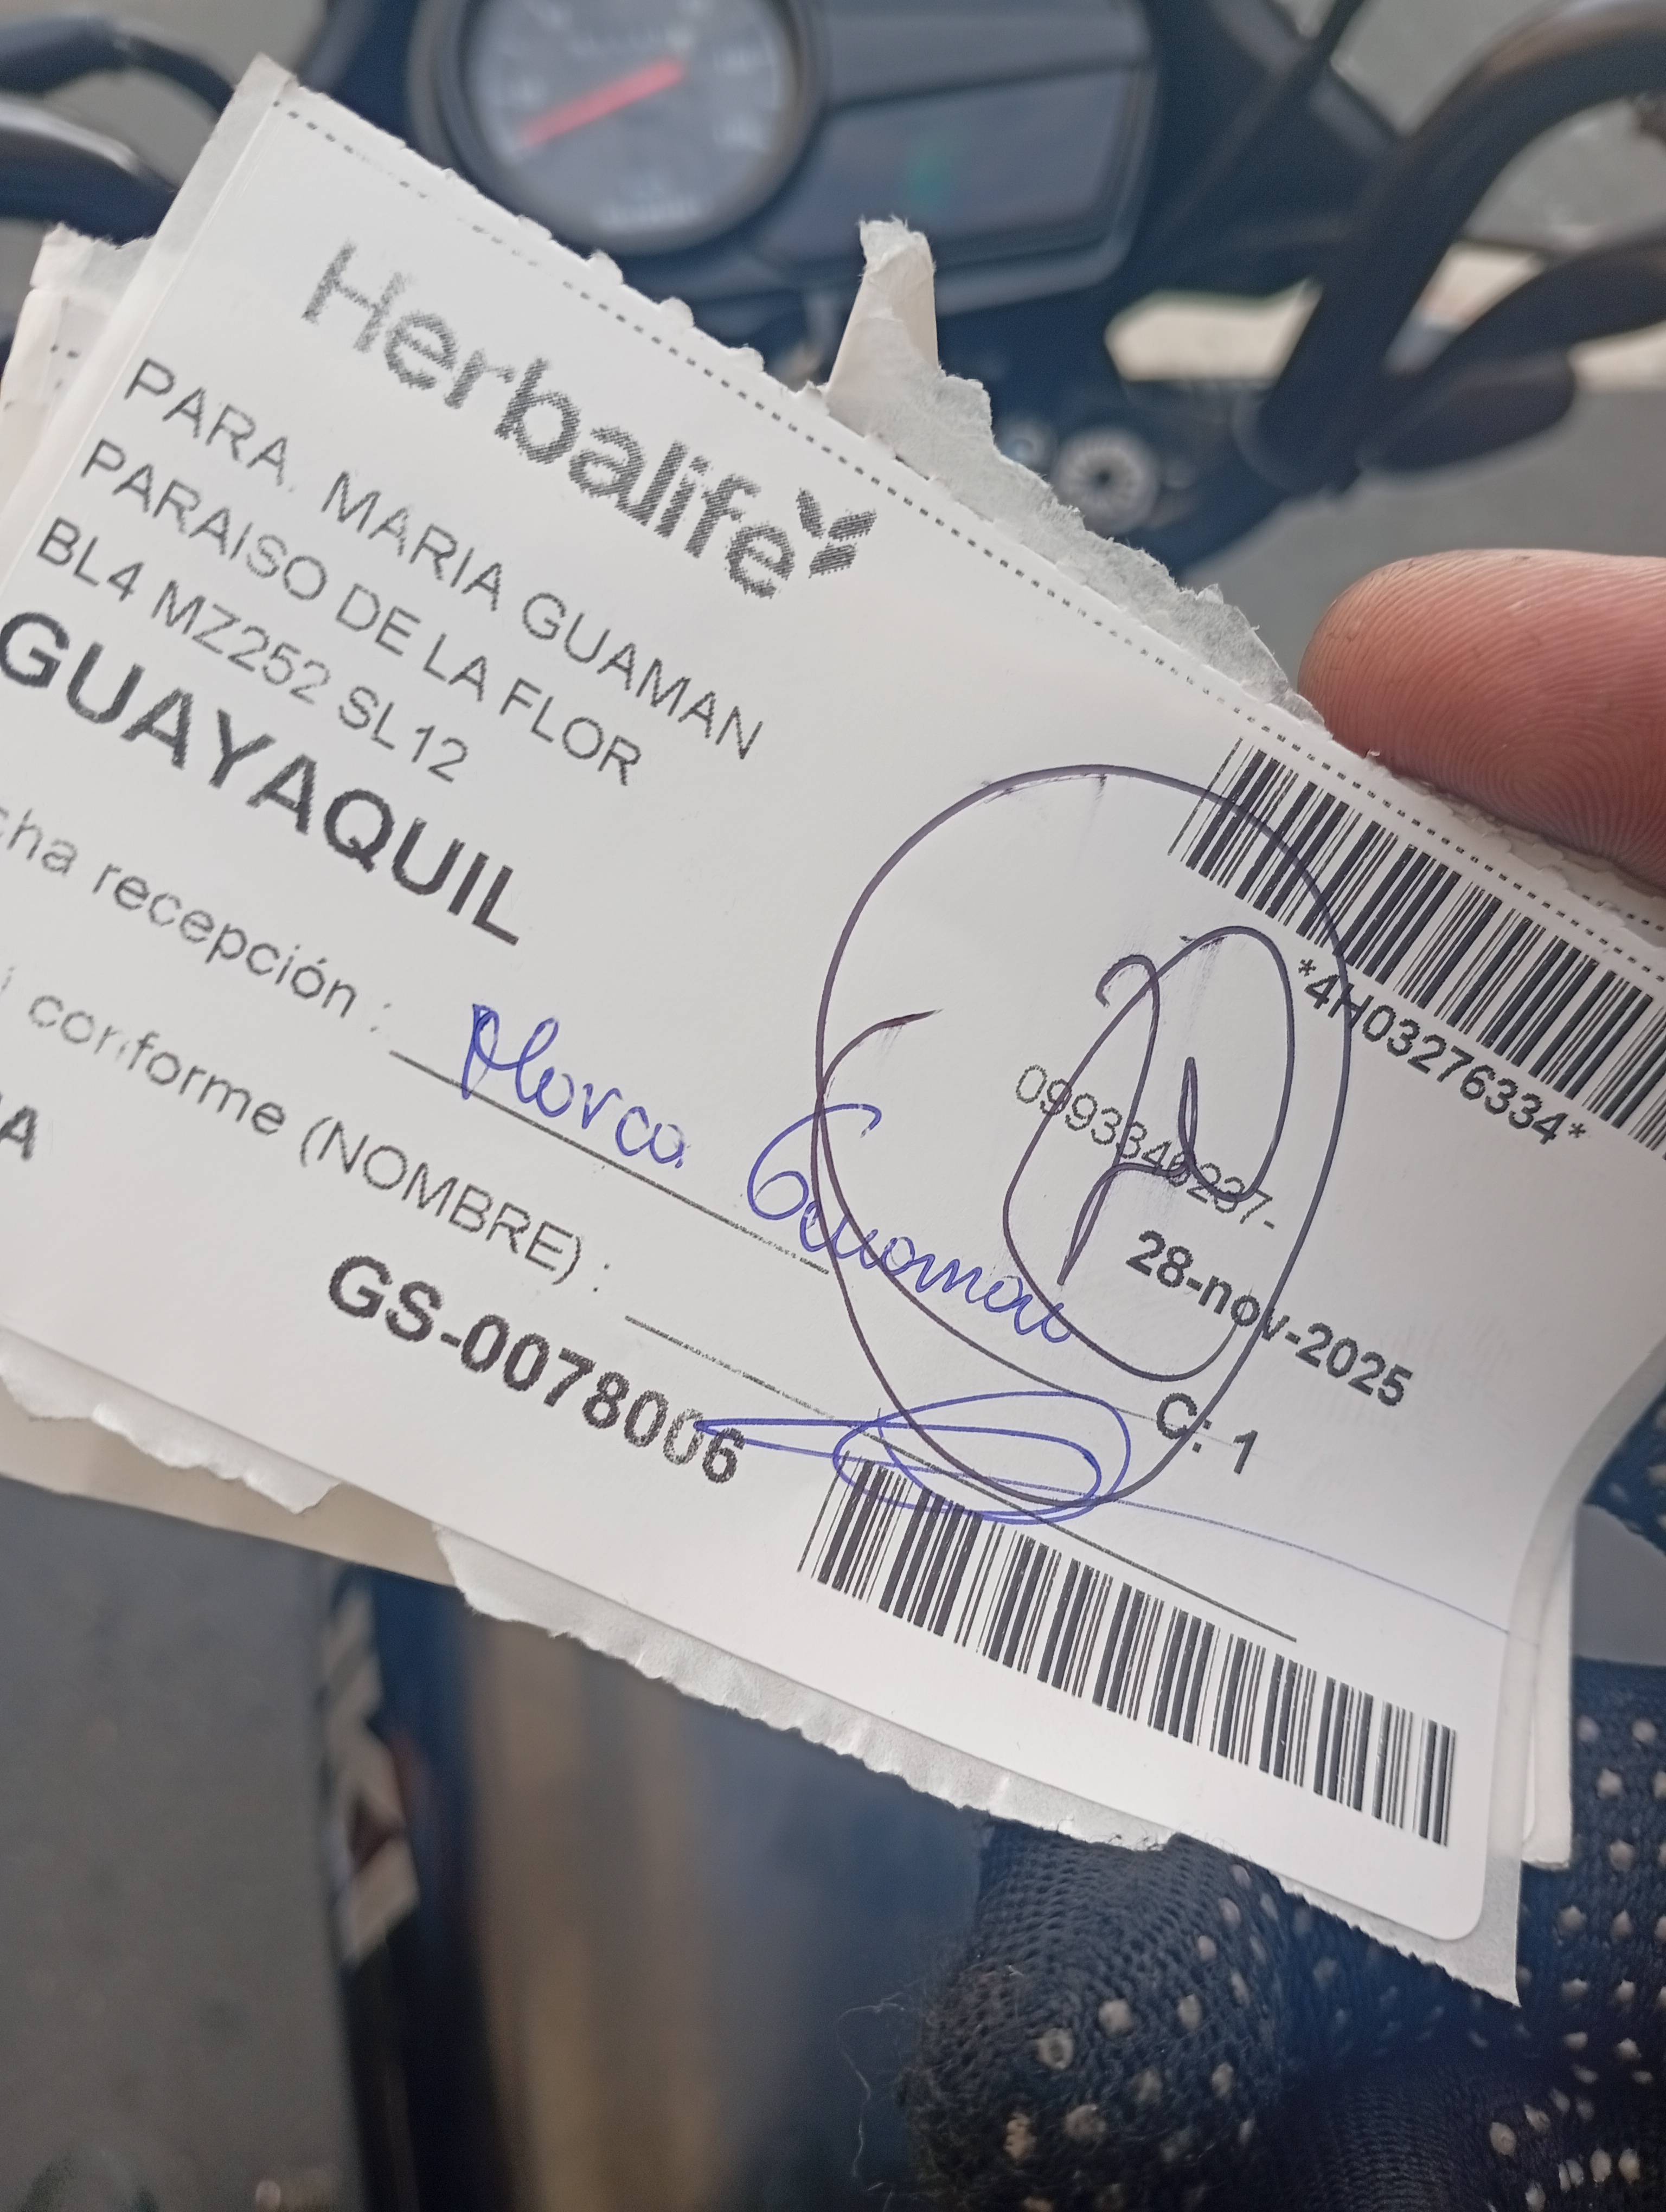 Herbalife
PARA. MARIA GUAMAN
PARAISO DE LA FLOR
BL4 MZ252 SL12
GUAYAQUIL
*4H03276334*
28-nov-2025
C: 1
cha recepción :
i conforme (NOMBRE) :
Guaman
A
GS-0078006